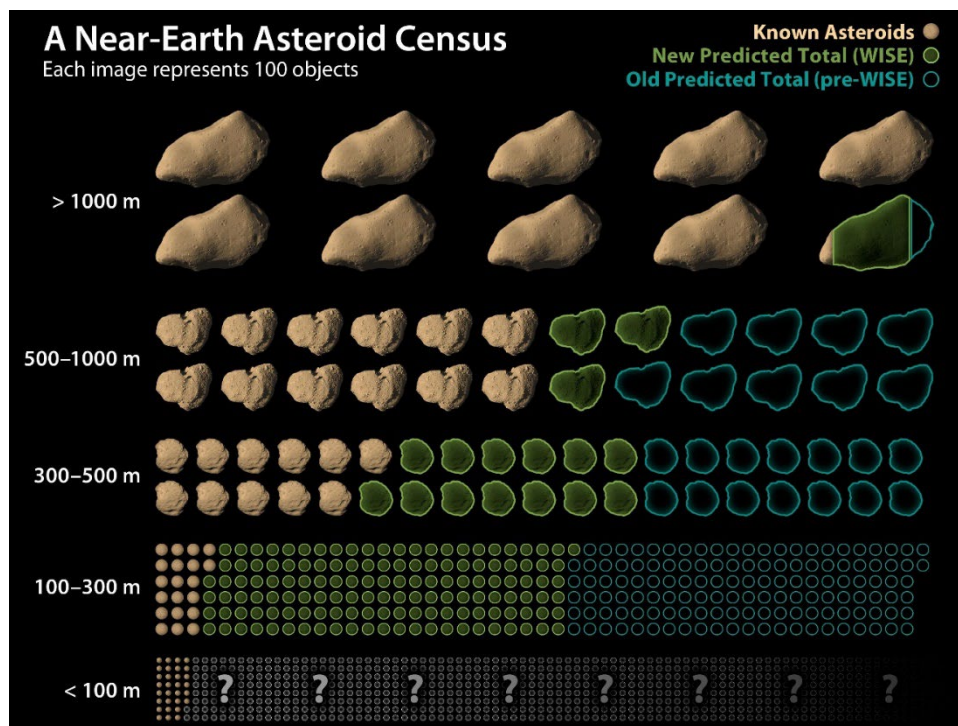 A Near-Earth Asteroid Census
Each image represents 100 objects
Known Asteroids
New Predicted Total (WISE)
Old Predicted Total (pre-WISE)
> 1000 m
500–1000 m
300–500 m
100–300 m
< 100 m
? ? ? ? ? ? ? ?